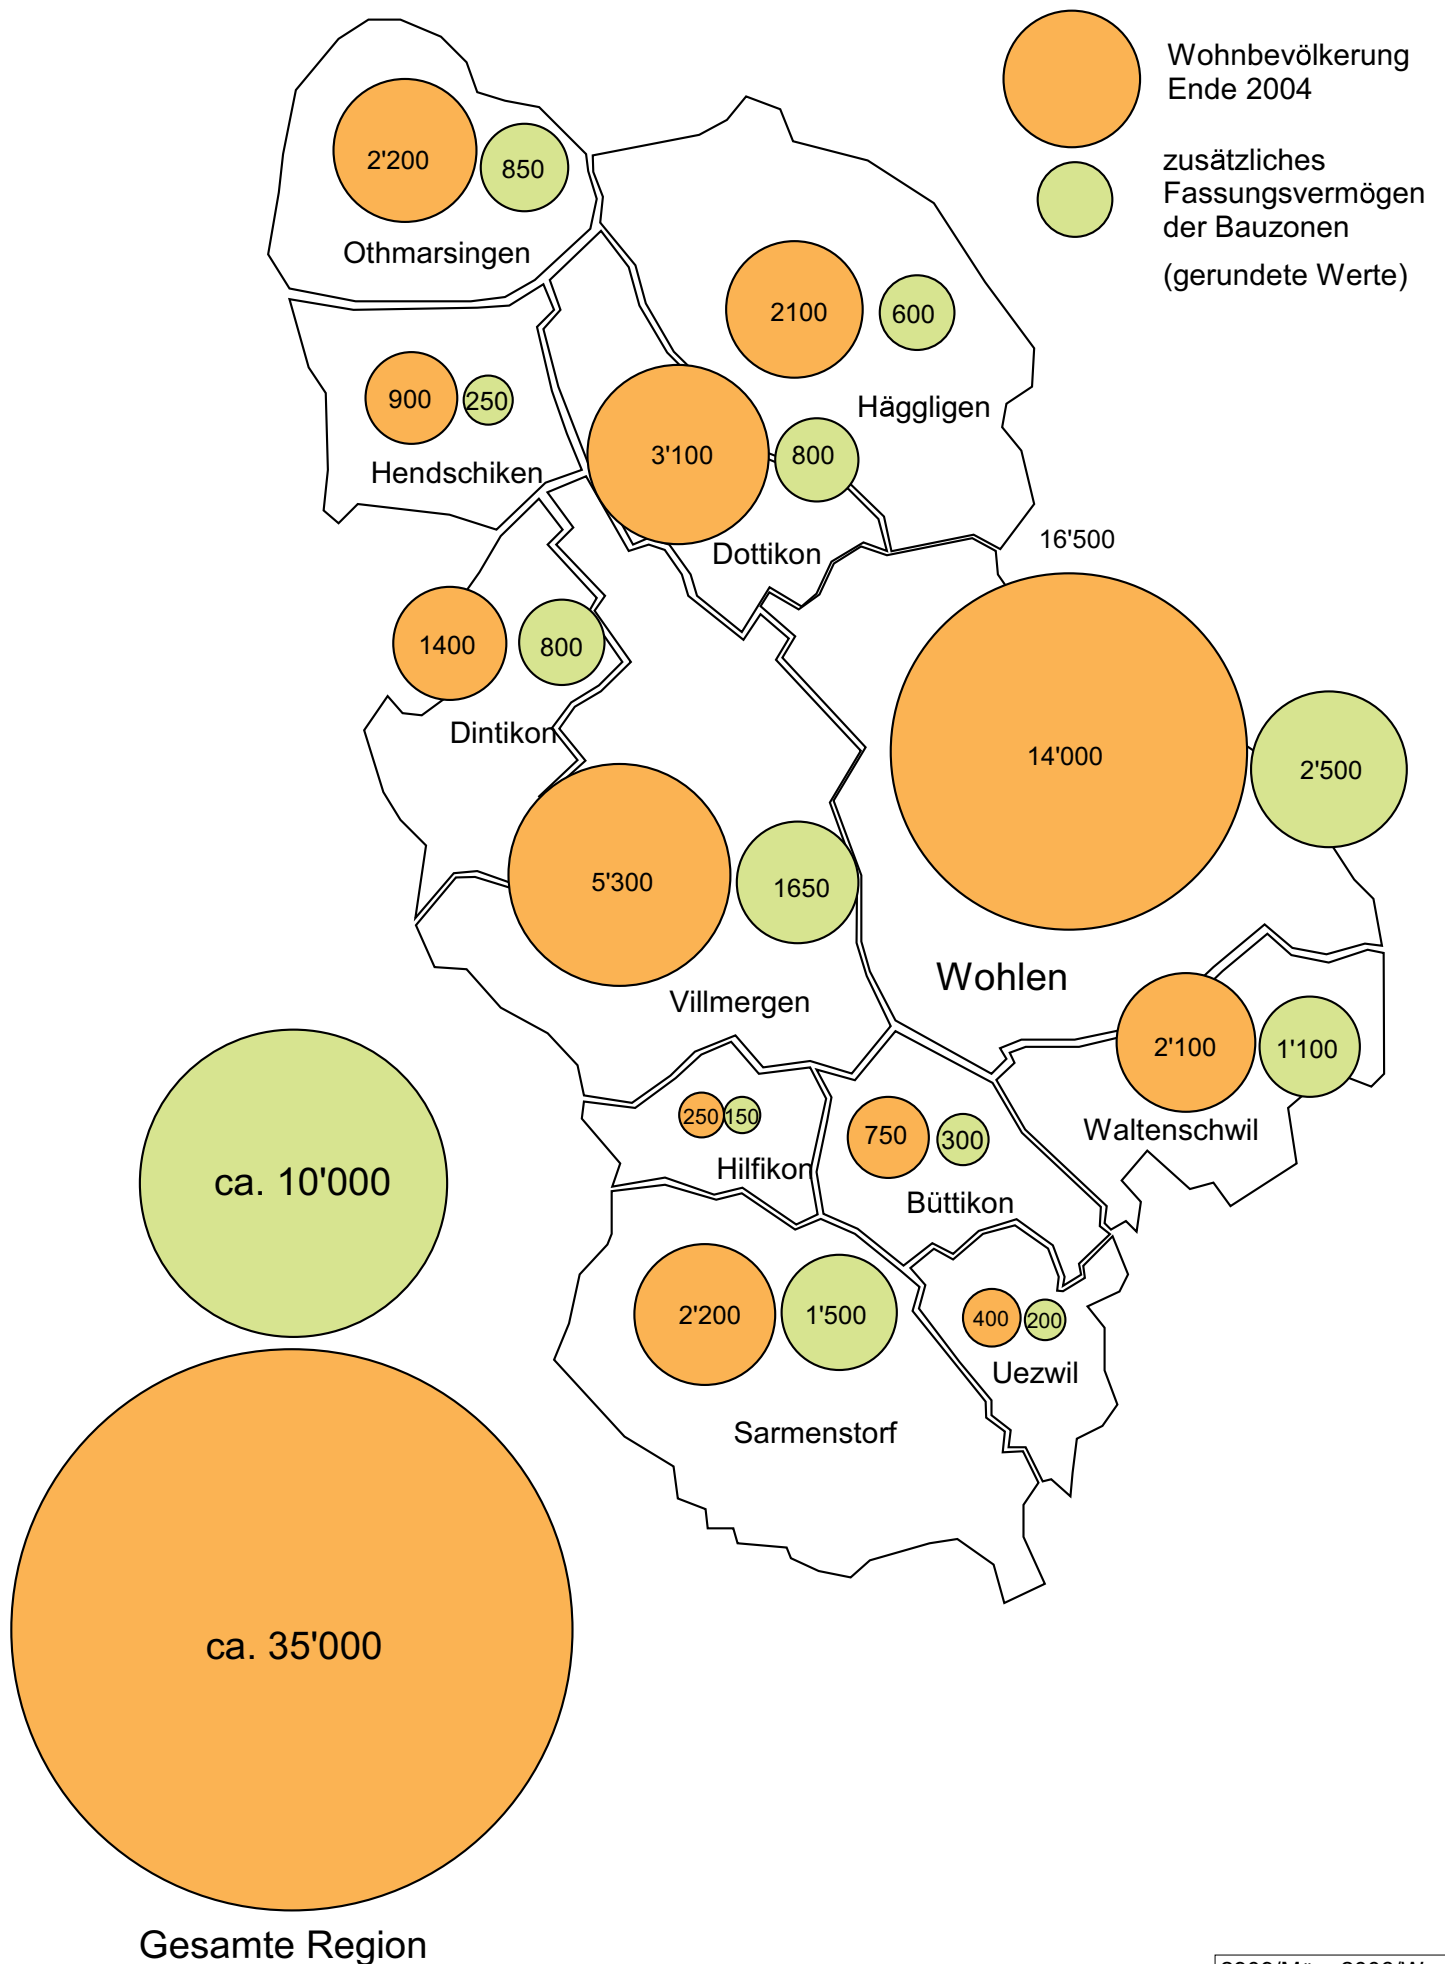 Wohnbevölkerung
Ende 2004
zusätzliches
Fassungsvermögen
der Bauzonen
(gerundete Werte)
2'200
850
Othmarsingen
2100
600
Häggligen
900
250
Hendschiken
3'100
800
Dottikon
16'500
1400
800
Dintikon
14'000
2'500
Wohlen
5'300
1650
Villmergen
2'100
1'100
Waltenschwil
250
150
Hilfikon
750
300
Büttikon
ca. 10'000
2'200
1'500
Sarmenstorf
400
200
Uezwil
ca. 35'000
Gesamte Region